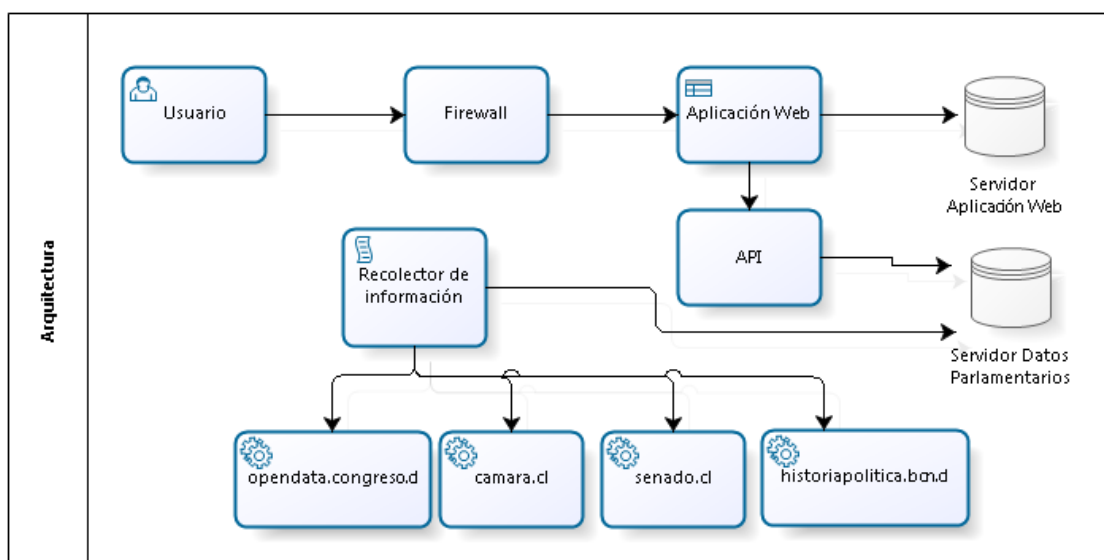 Arquitectura
Usuario
Firewall
Aplicación Web
Servidor
Aplicación Web
API
Recolector de
información
Servidor Datos
Parlamentarios
opendata.congreso.cl
camara.cl
senado.cl
historiapolitica.bcn.cl